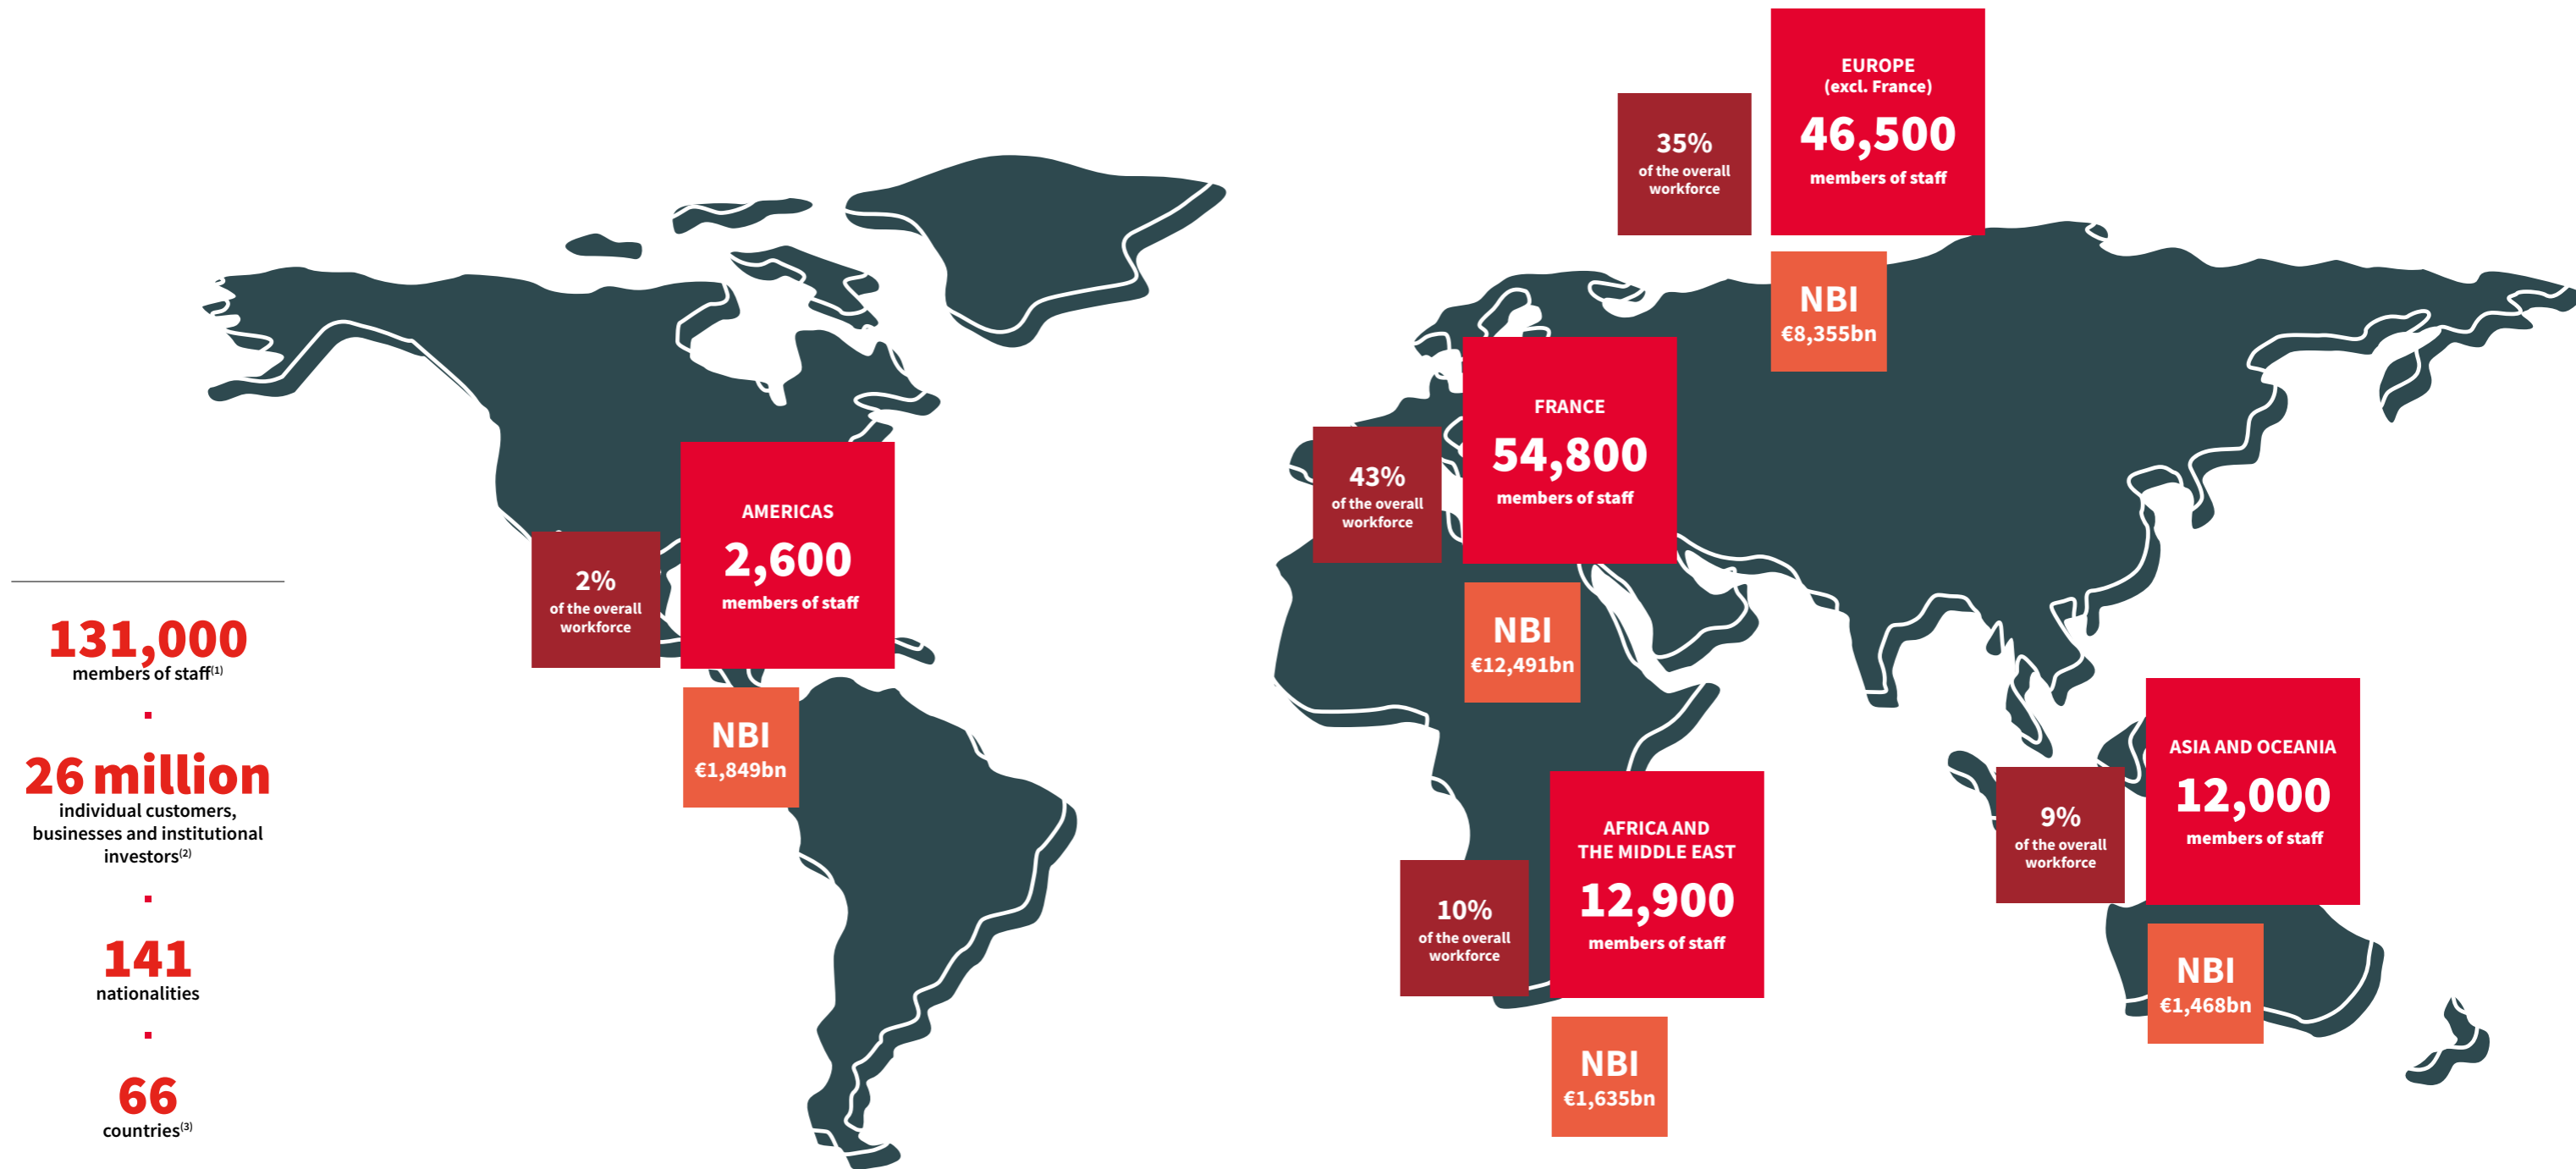 131,000
members of staff(1)
26 million
individual customers,
businesses and institutional
investors(2)
141
nationalities
66
countries(3)
AMERICAS
2,600
members of staff
2%
of the overall
workforce
NBI
€1,849bn
EUROPE
(excl. France)
46,500
members of staff
35%
of the overall
workforce
NBI
€8,355bn
FRANCE
54,800
members of staff
43%
of the overall
workforce
NBI
€12,491bn
AFRICA AND
THE MIDDLE EAST
12,900
members of staff
10%
of the overall
workforce
NBI
€1,635bn
ASIA AND OCEANIA
12,000
members of staff
9%
of the overall
workforce
NBI
€1,468bn